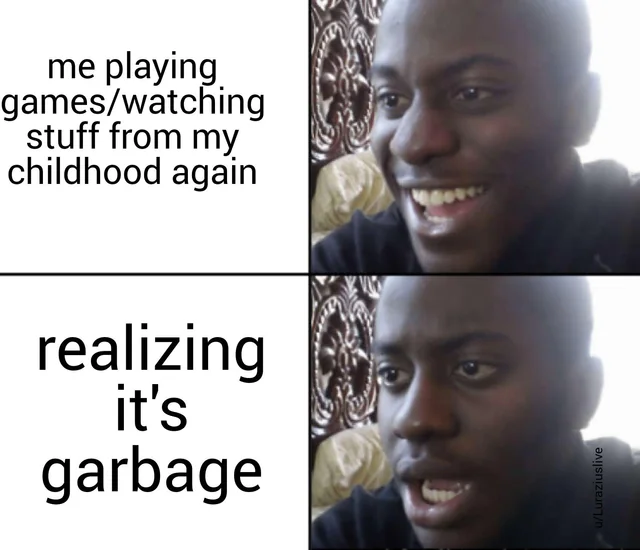 me playing
games/watching
stuff from my
childhood again
realizing
it's
garbage
u/Luraziuslive